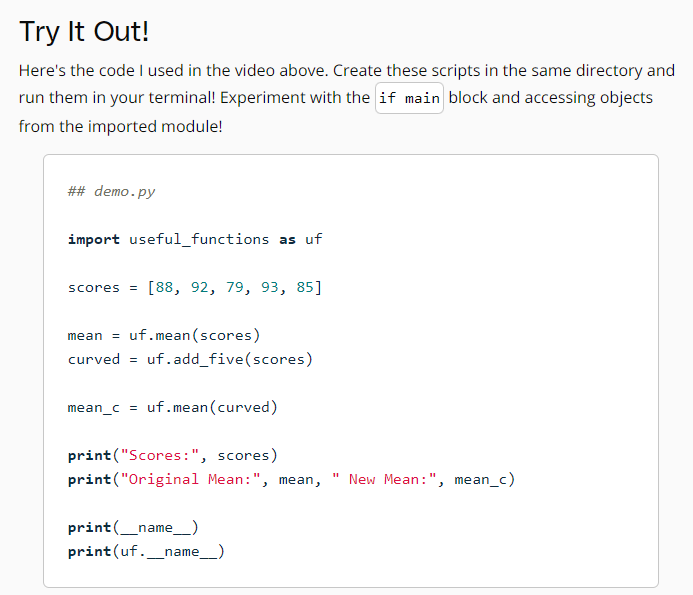 Try It Out!
Here's the code I used in the video above. Create these scripts in the same directory and
run them in your terminal! Experiment with the if main block and accessing objects
from the imported module!
## demo.py
import useful_functions as uf
scores = [88, 92, 79, 93, 85]
mean = uf.mean(scores)
curved = uf.add_five(scores)
mean_c = uf.mean(curved)
print("Scores:", scores)
print("Original Mean:", mean, " New Mean:", mean_c)
print(__name__)
print(uf.__name__)